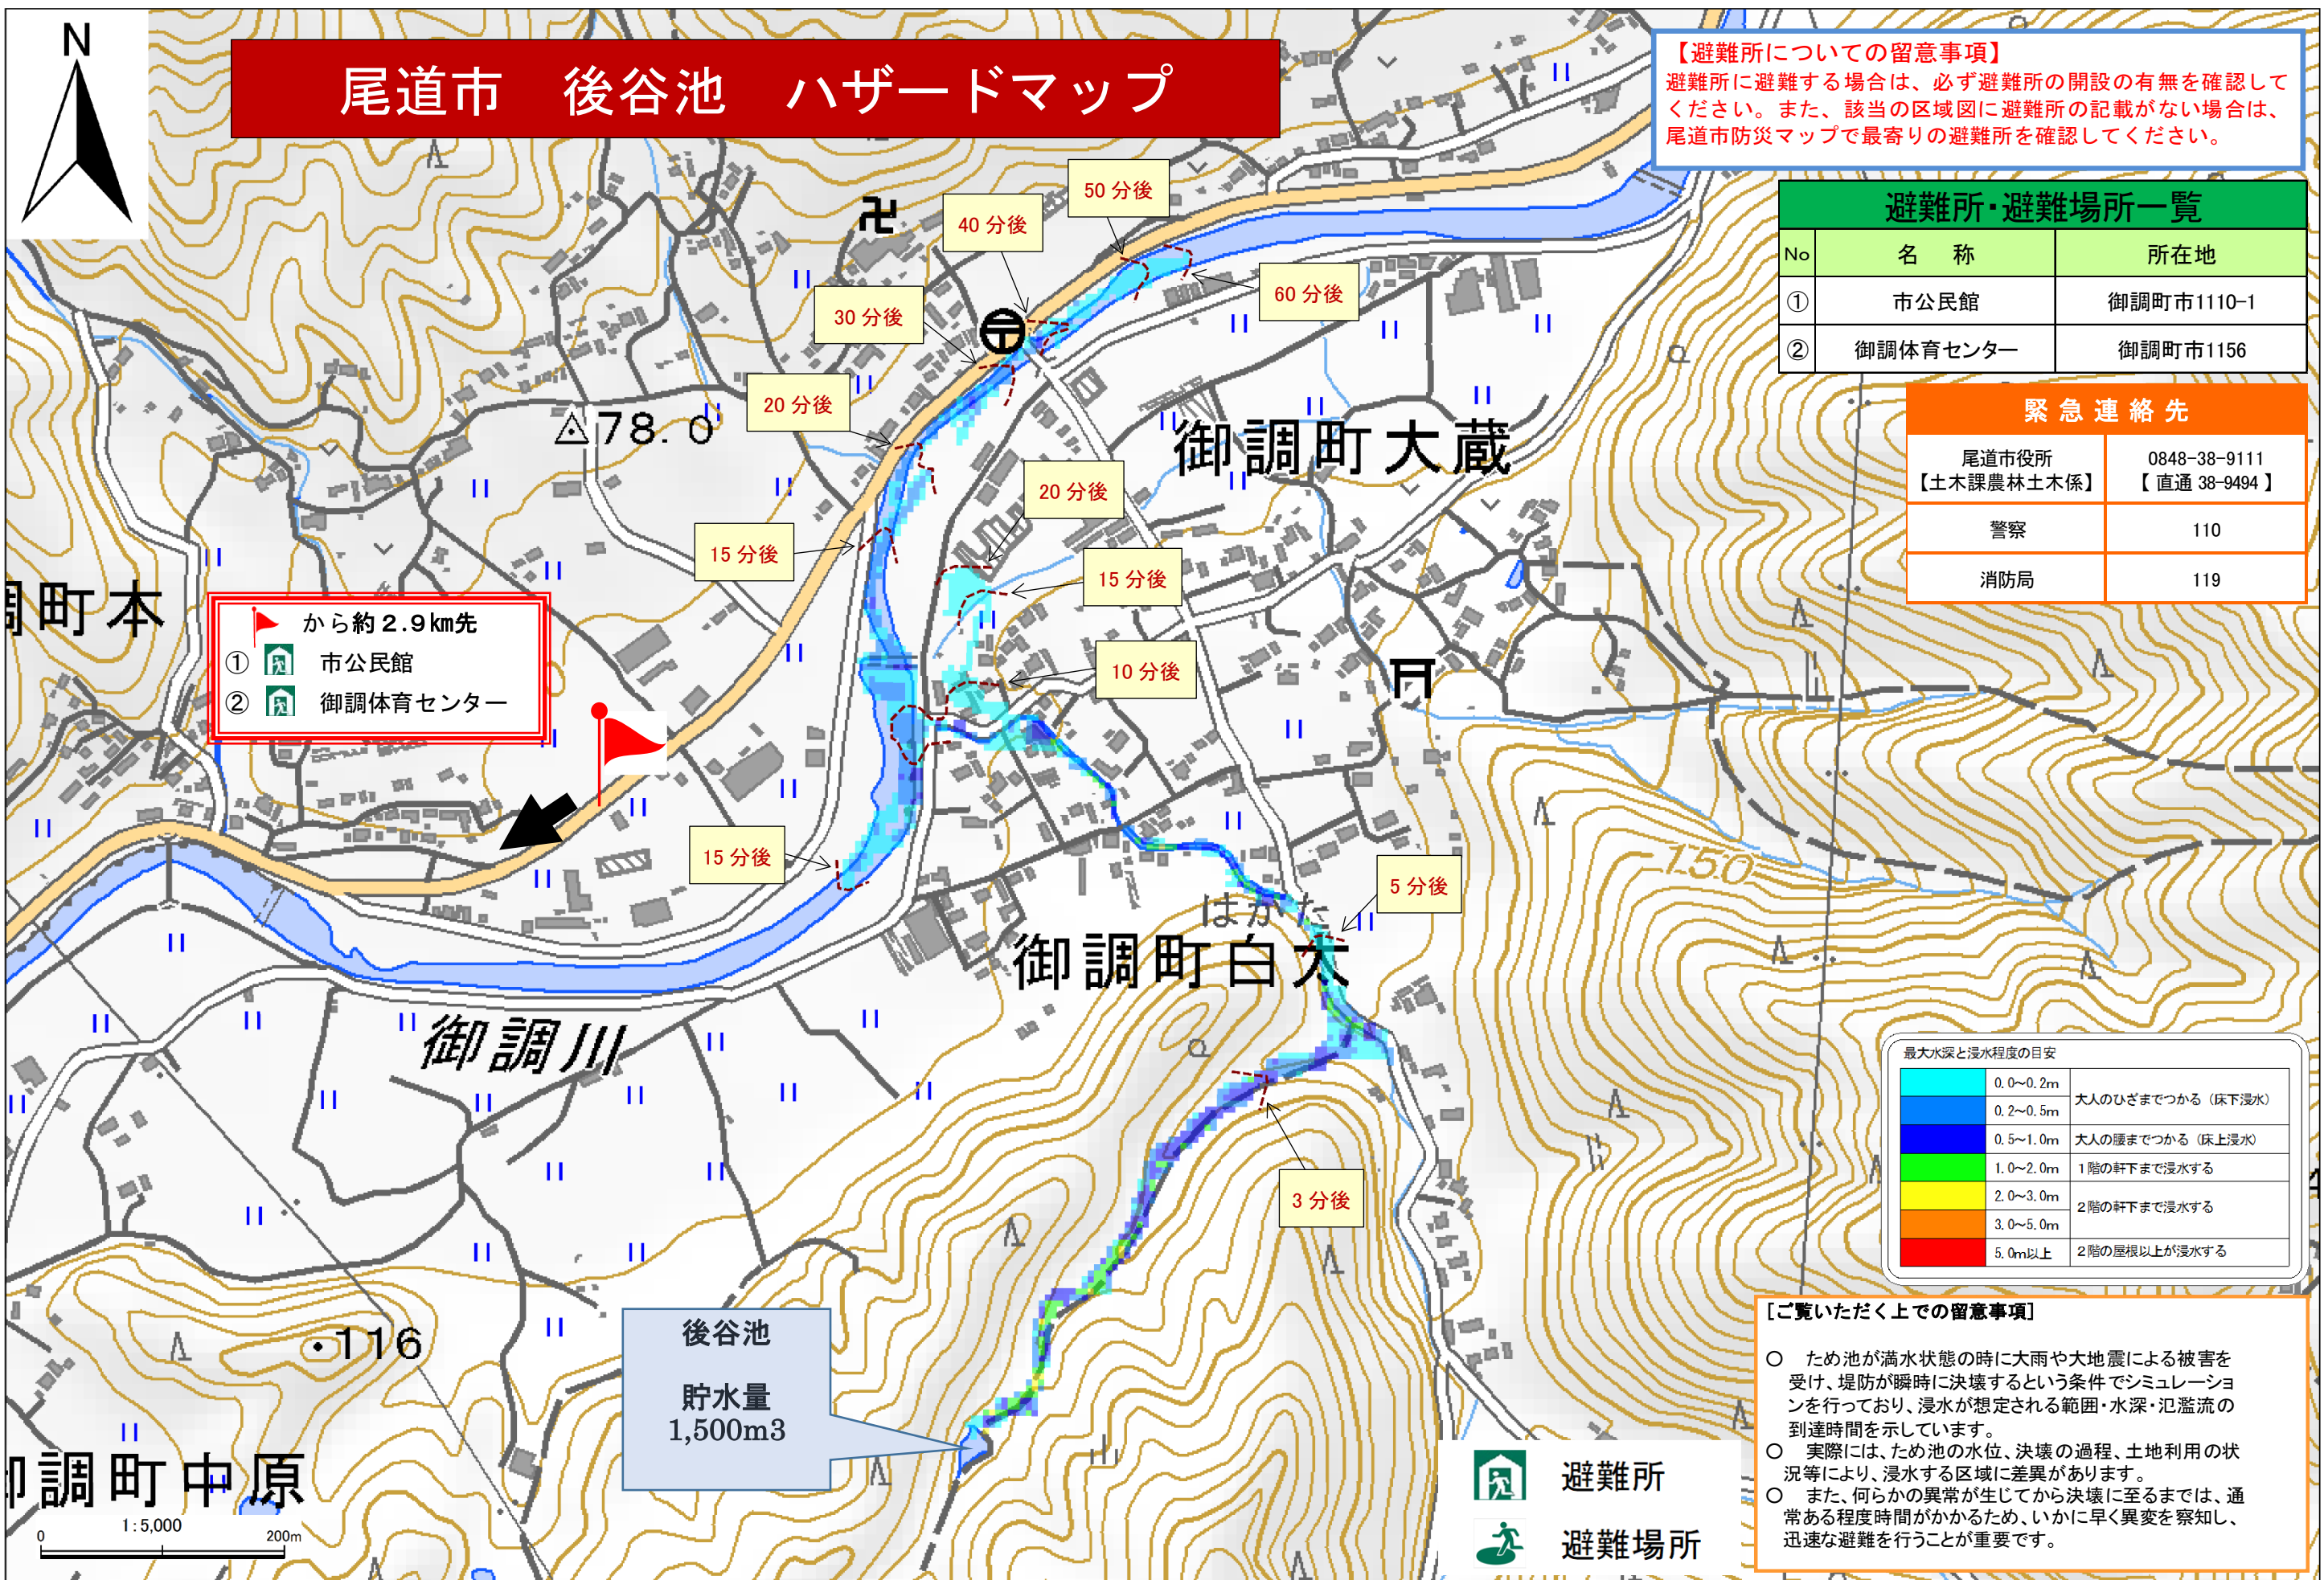 N
尾道市　後谷池　ハザードマップ
【避難所についての留意事項】
避難所に避難する場合は、必ず避難所の開設の有無を確認して
ください。また、該当の区域図に避難所の記載がない場合は、
尾道市防災マップで最寄りの避難所を確認してください。
避難所・避難場所一覧
No　名　称　所在地
①　市公民館　御調町市1110-1
②　御調体育センター　御調町市1156
緊急連絡先
尾道市役所　0848-38-9111
【土木課農林土木係】　【 直通 38-9494 】
警察　110
消防局　119
50 分後
40 分後
60 分後
30 分後
20 分後
78.0
御調町大蔵
20 分後
15 分後
15 分後
10 分後
町本
から約 2.9km先
① 市公民館
② 御調体育センター
15 分後
5 分後
150
はかた
御調町白太
御調川
3 分後
116
後谷池
貯水量
1,500m3
調町中原
1:5,000
0　200m
最大水深と浸水程度の目安
0.0～0.2m　大人のひざまでつかる（床下浸水）
0.2～0.5m
0.5～1.0m　大人の腰までつかる（床上浸水）
1.0～2.0m　1階の軒下まで浸水する
2.0～3.0m　2階の軒下まで浸水する
3.0～5.0m
5.0m以上　2階の屋根以上が浸水する
[ご覧いただく上での留意事項]
○　ため池が満水状態の時に大雨や大地震による被害を
受け、堤防が瞬時に決壊するという条件でシミュレーショ
ンを行っており、浸水が想定される範囲・水深・氾濫流の
到達時間を示しています。
○　実際には、ため池の水位、決壊の過程、土地利用の状
況等により、浸水する区域に差異があります。
○　また、何らかの異常が生じてから決壊に至るまでは、通
常ある程度時間がかかるため、いかに早く異変を察知し、
迅速な避難を行うことが重要です。
避難所
避難場所